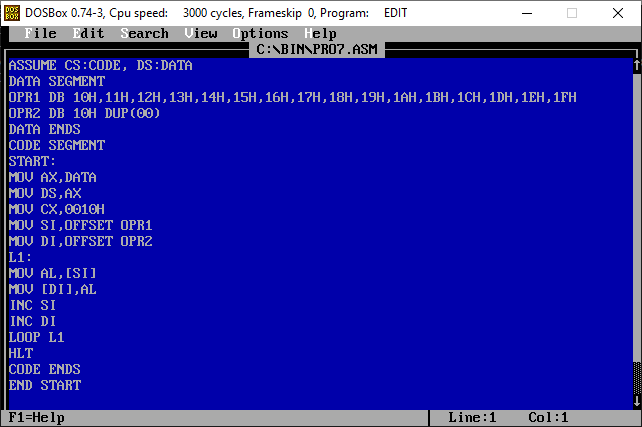 DOSBox 0.74-3, Cpu speed: 3000 cycles, Frameskip 0, Program: EDIT
File Edit Search View Options Help
C:\BIN\PRO7.ASM
ASSUME CS:CODE, DS:DATA
DATA SEGMENT
OPR1 DB 10H,11H,12H,13H,14H,15H,16H,17H,18H,19H,1AH,1BH,1CH,1DH,1EH,1FH
OPR2 DB 10H DUP(00)
DATA ENDS
CODE SEGMENT
START:
MOV AX,DATA
MOV DS,AX
MOV CX,0010H
MOV SI,OFFSET OPR1
MOV DI,OFFSET OPR2
L1:
MOV AL,[SI]
MOV [DI],AL
INC SI
INC DI
LOOP L1
HLT
CODE ENDS
END START
F1=Help Line:1 Col:1